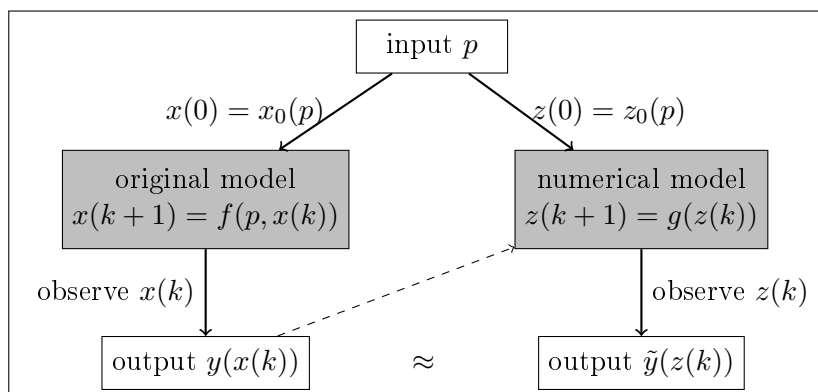 input p
x(0) = x₀(p)
z(0) = z₀(p)
original model
x(k + 1) = f(p, x(k))
numerical model
z(k + 1) = g(z(k))
observe x(k)
observe z(k)
output y(x(k))
≈
output ỹ(z(k))